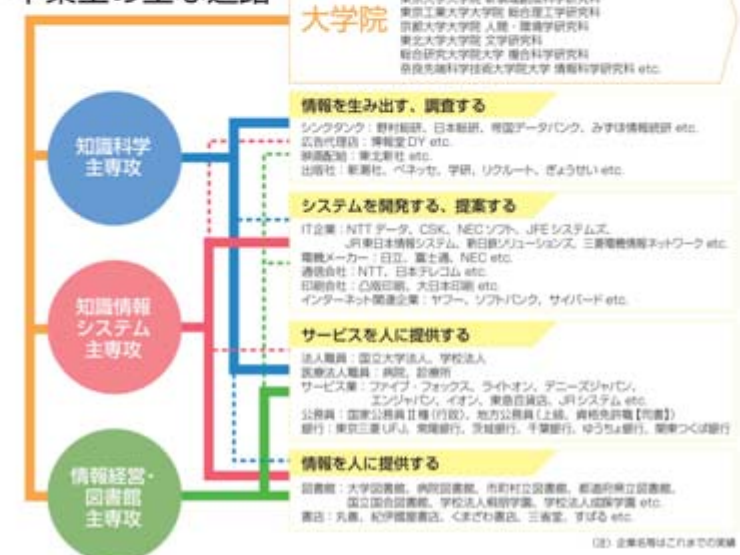 大学院
東京工業大学大学院 総合理工学研究科
京都大学大学院 人間・環境学研究科
東北大学大学院 文学研究科
総合研究大学院大学 複合科学研究科
奈良先端科学技術大学院大学 情報科学研究科 etc.
知識科学
主専攻
情報を生み出す、調査する
シンクタンク：野村総研、日本総研、帝国データバンク、みずほ情報総研 etc.
広告代理店：博報堂DY etc.
映画配給：東北新社 etc.
出版社：新潮社、ベネッセ、学研、リクルート、ぎょうせい etc.
システムを開発する、提案する
IT企業：NTTデータ、CSK、NECソフト、JFEシステムズ、
JR東日本情報システム、新日鉄ソリューションズ、三菱電機情報ネットワーク etc.
電機メーカー：日立、富士通、NEC etc.
通信会社：NTT、日本テレコム etc.
印刷会社：凸版印刷、大日本印刷 etc.
インターネット関連企業：ヤフー、ソフトバンク、サイバード etc.
知識情報
システム
主専攻
サービスを人に提供する
法人職員：国立大学法人、学校法人
医療法人職員：病院、診療所
サービス業：ファイブ・フォックス、ライトオン、デニーズジャパン、
エンジャパン、イオン、東急百貨店、JRシステム etc.
公務員：国家公務員Ⅱ種（行政）、地方公務員（上級、資格免許職【司書】）
銀行：東京三菱UFJ、常陽銀行、茨城銀行、千葉銀行、ゆうちょ銀行、関東つくば銀行
情報経営・
図書館
主専攻
情報を人に提供する
図書館：大学図書館、病院図書館、市町村立図書館、都道府県立図書館、
国立国会図書館、学校法人桐朋学園、学校法人成蹊学園 etc.
書店：丸善、紀伊國屋書店、くまざわ書店、三省堂、すばる etc.
（注）企業名等はこれまでの実績